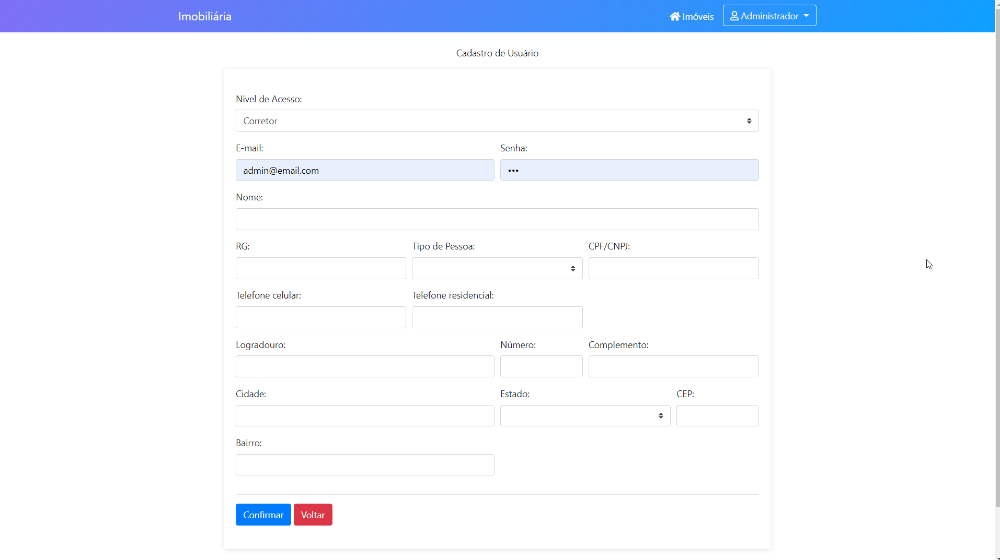 Imobiliária
Imóveis
Administrador
Cadastro de Usuário
Nivel de Acesso:
Corretor
E-mail: Senha:
admin@email.com •••
Nome:
RG: Tipo de Pessoa: CPF/CNPJ:
Telefone celular: Telefone residencial:
Logradouro: Número: Complemento:
Cidade: Estado: CEP:
Bairro:
Confirmar Voltar